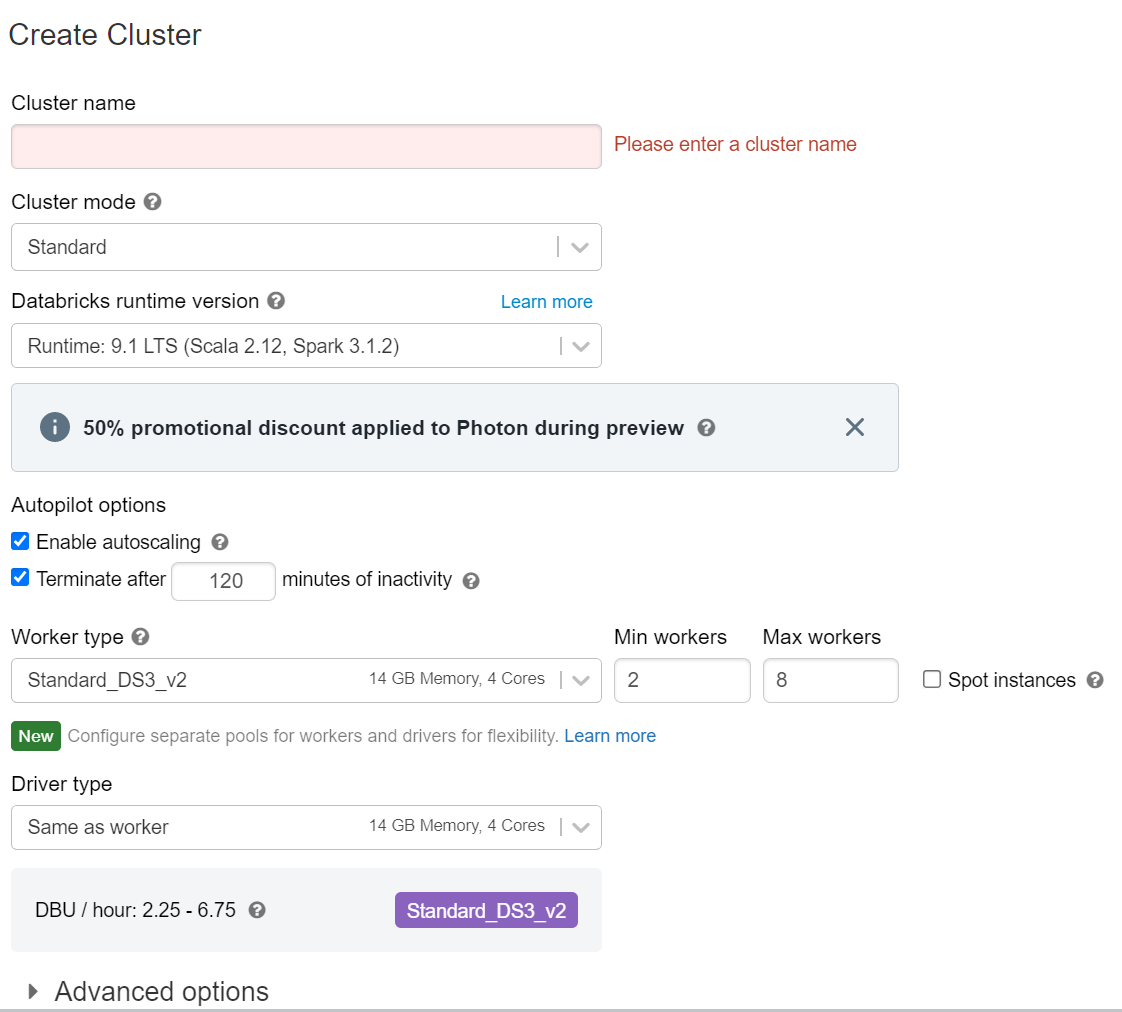 Create Cluster
Cluster name
Please enter a cluster name
Cluster mode
Standard
Databricks runtime version Learn more
Runtime: 9.1 LTS (Scala 2.12, Spark 3.1.2)
50% promotional discount applied to Photon during preview
Autopilot options
Enable autoscaling
Terminate after 120 minutes of inactivity
Worker type Min workers Max workers
Standard_DS3_v2 14 GB Memory, 4 Cores 2 8 Spot instances
New Configure separate pools for workers and drivers for flexibility. Learn more
Driver type
Same as worker 14 GB Memory, 4 Cores
DBU / hour: 2.25 - 6.75 Standard_DS3_v2
Advanced options